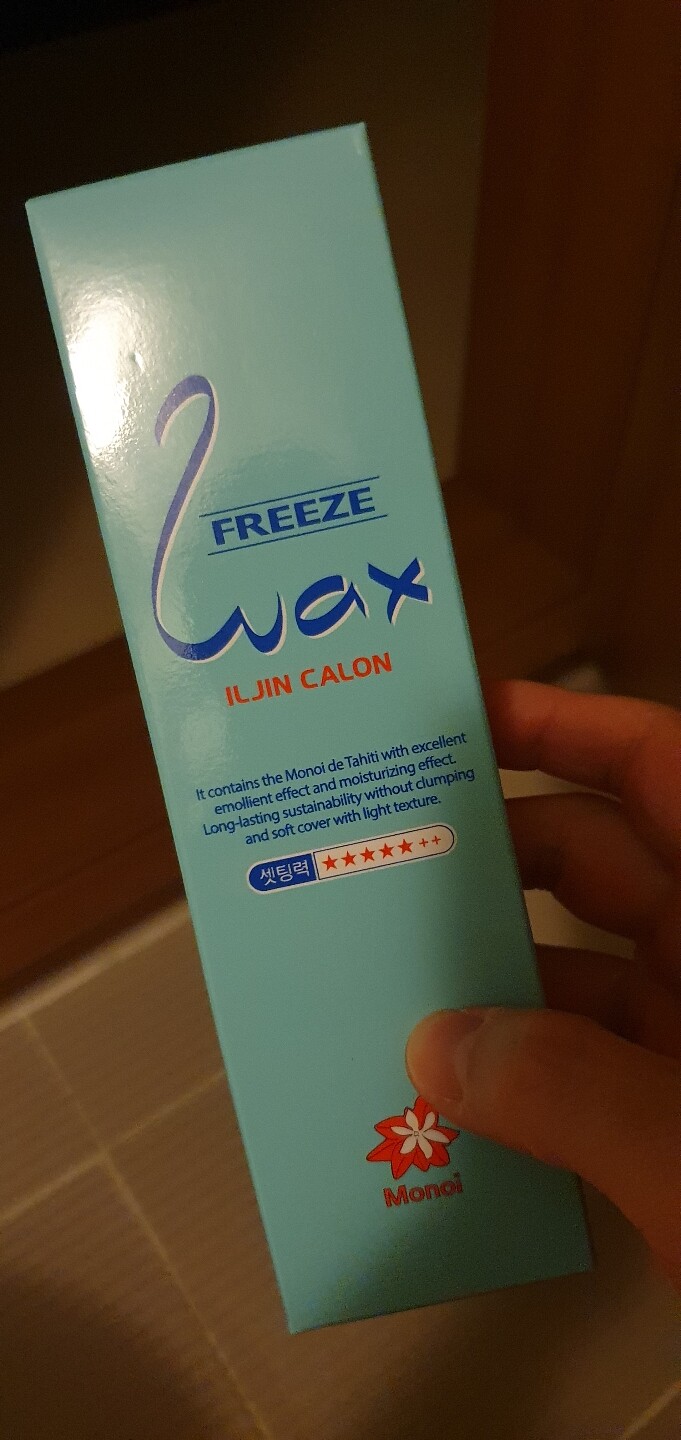 FREEZE
wax
ILJIN CALON
It contains the Monoi de Tahiti with excellent
emollient effect and moisturizing effect.
Long-lasting sustainability without clumping
and soft cover with light texture.
셋팅력 ★★★★★++
Monoi